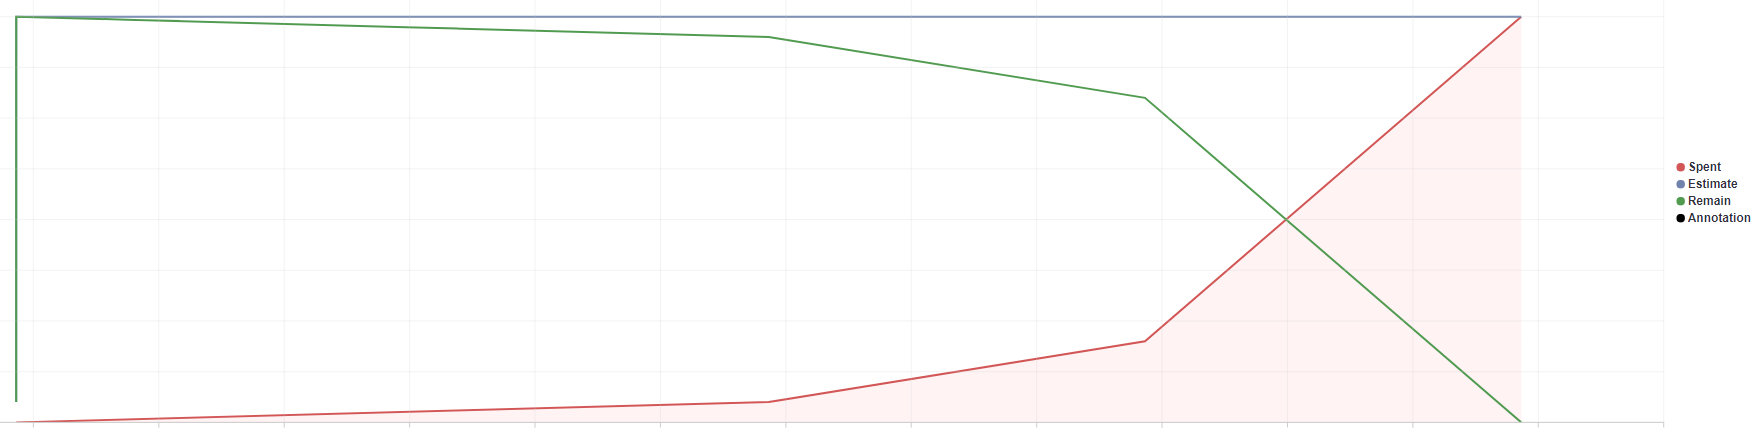 Spent
Estimate
Remain
Annotation